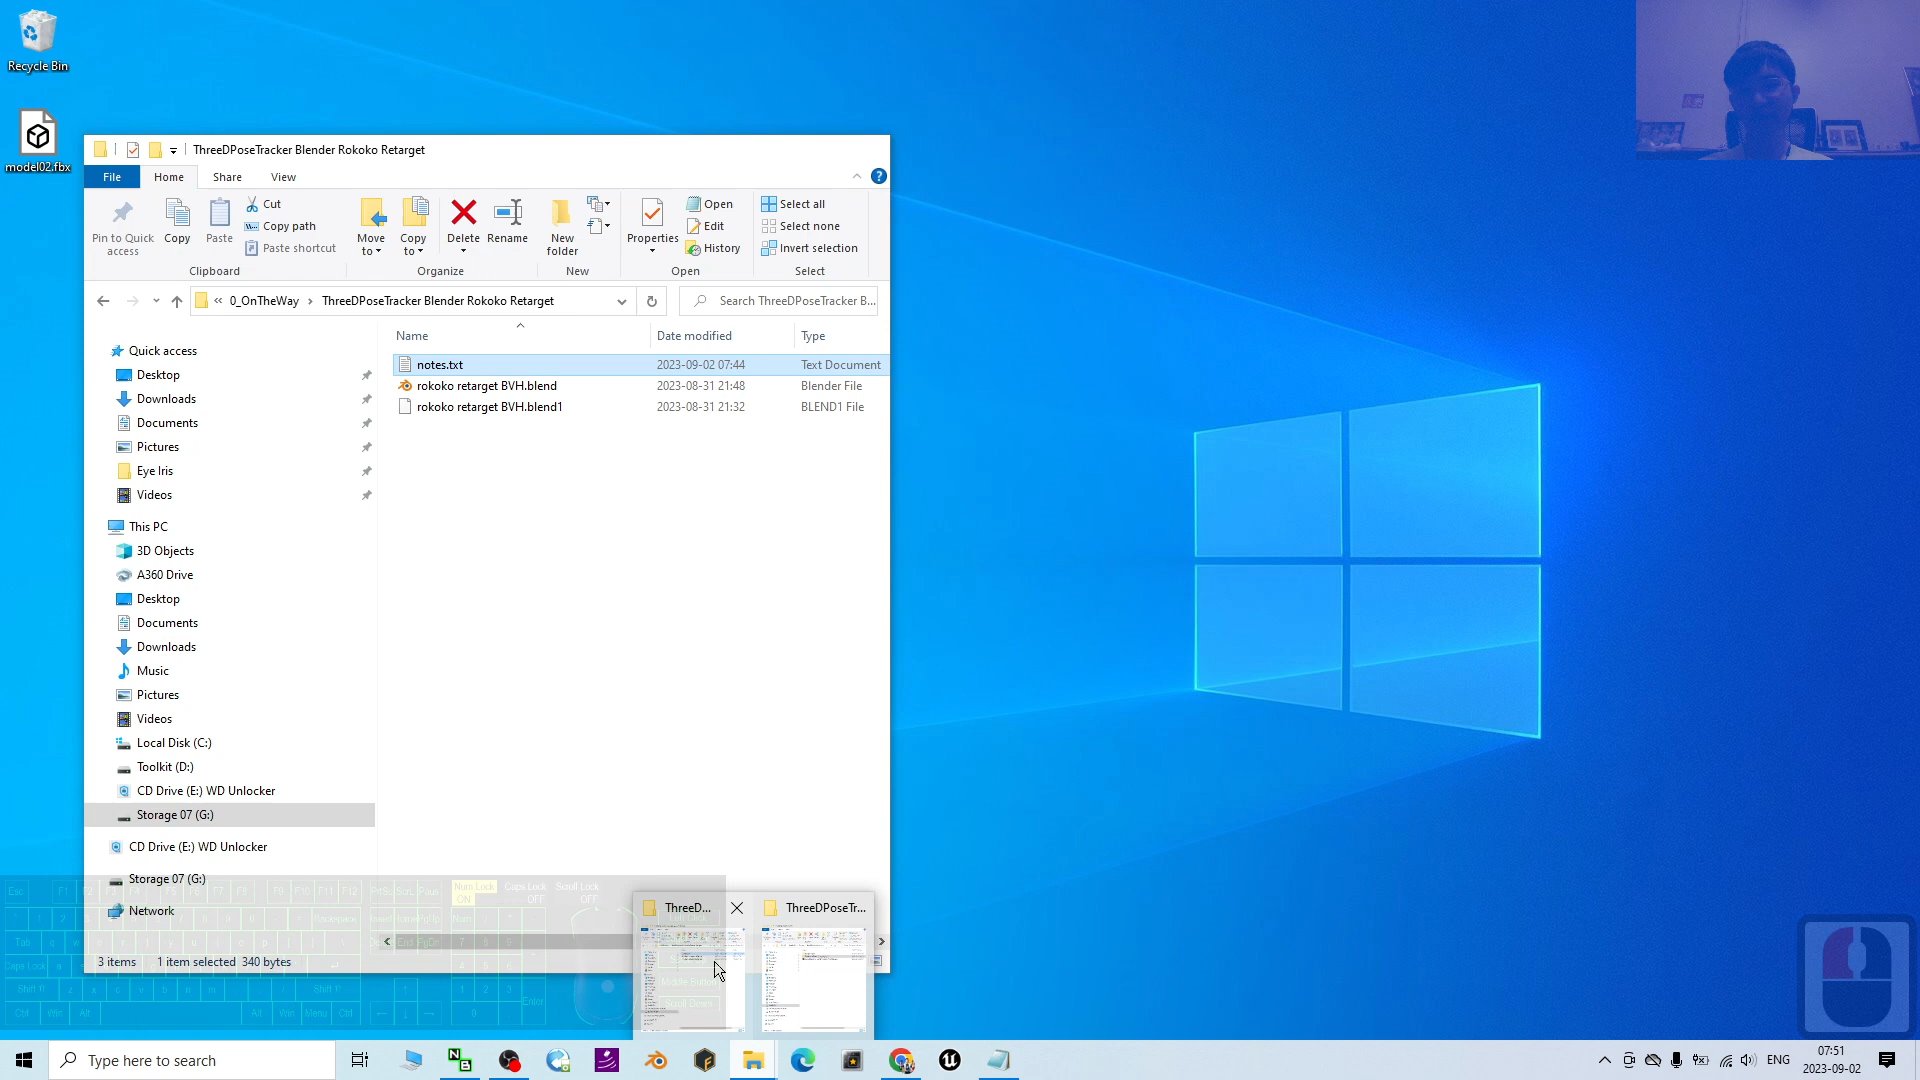 Recycle Bin
model02.fbx
ThreeDPoseTracker Blender Rokoko Retarget
File
Home
Share
View
Pin to Quick access
Copy
Paste
Cut
Copy path
Paste shortcut
Clipboard
Move to
Copy to
Delete
Rename
Organize
New folder
New
Properties
Open
Edit
History
Open
Select all
Select none
Invert selection
Select
« 0_OnTheWay › ThreeDPoseTracker Blender Rokoko Retarget
Search ThreeDPoseTracker B...
Name Date modified Type
notes.txt 2023-09-02 07:44 Text Document
rokoko retarget BVH.blend 2023-08-31 21:48 Blender File
rokoko retarget BVH.blend1 2023-08-31 21:32 BLEND1 File
Quick access
Desktop
Downloads
Documents
Pictures
Eye Iris
Videos
This PC
3D Objects
A360 Drive
Desktop
Documents
Downloads
Music
Pictures
Videos
Local Disk (C:)
Toolkit (D:)
CD Drive (E:) WD Unlocker
Storage 07 (G:)
CD Drive (E:) WD Unlocker
Storage 07 (G:)
Network
3 items 1 item selected 340 bytes
Num Lock Caps Lock Scroll Lock
ON OFF OFF
ThreeD...
ThreeDPoseTr...
Middle Button
Scroll Down
Type here to search
ENG
07:51
2023-09-02